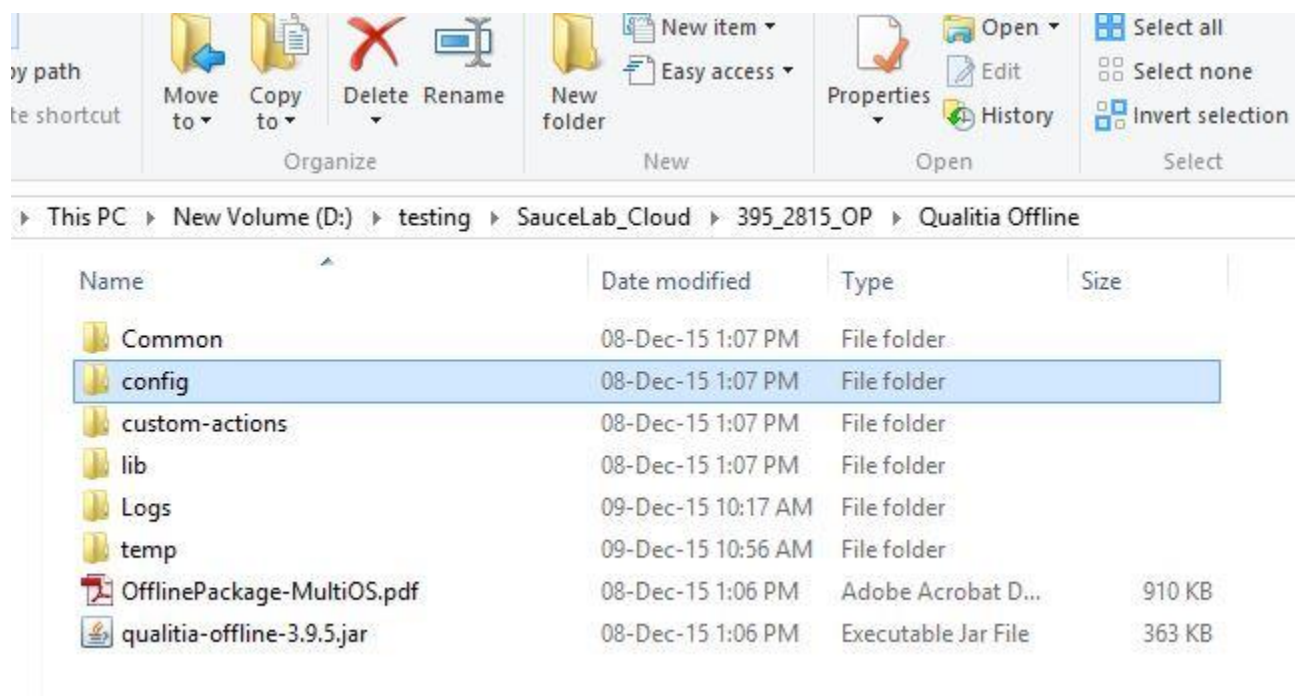 New item Open Select all
py path Easy access Edit Select none
Move to Copy to Delete Rename New folder Properties
te shortcut History Invert selection
Organize New Open Select
This PC New Volume (D:) testing SauceLab_Cloud 395_2815_OP Qualitia Offline
Name Date modified Type Size
Common 08-Dec-15 1:07 PM File folder
config 08-Dec-15 1:07 PM File folder
custom-actions 08-Dec-15 1:07 PM File folder
lib 08-Dec-15 1:07 PM File folder
Logs 09-Dec-15 10:17 AM File folder
temp 09-Dec-15 10:56 AM File folder
OfflinePackage-MultiOS.pdf 08-Dec-15 1:06 PM Adobe Acrobat D... 910 KB
qualitia-offline-3.9.5.jar 08-Dec-15 1:06 PM Executable Jar File 363 KB